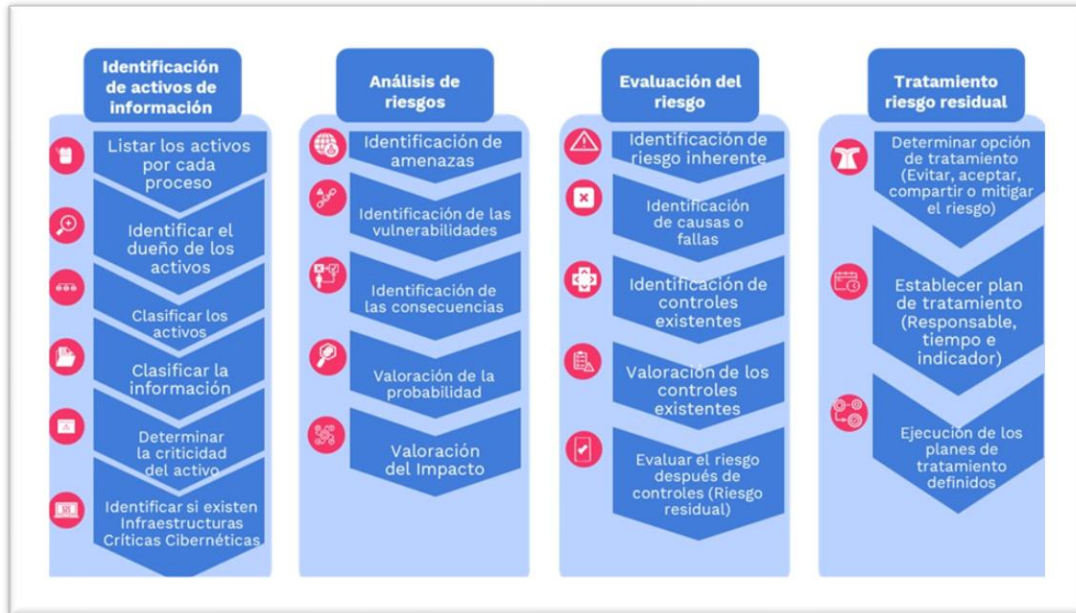 Identificación
de activos de
información
Listar los activos
por cada
proceso
Identificar el
dueño de los
activos
Clasificar los
activos
Clasificar la
información
Determinar
la criticidad
del activo
Identificar si existen
Infraestructuras
Críticas Cibernéticas
Análisis de
riesgos
Identificación de
amenazas
Identificación de las
vulnerabilidades
Identificación de
las consecuencias
Valoración de la
probabilidad
Valoración
del Impacto
Evaluación del
riesgo
Identificación de
riesgo inherente
Identificación
de causas o
fallas
Identificación de
controles
existentes
Valoración de los
controles
existentes
Evaluar el riesgo
después de
controles (Riesgo
residual)
Tratamiento
riesgo residual
Determinar opción
de tratamiento
(Evitar, aceptar,
compartir o mitigar
el riesgo)
Establecer plan
de tratamiento
(Responsable,
tiempo e
indicador)
Ejecución de los
planes de
tratamiento
definidos